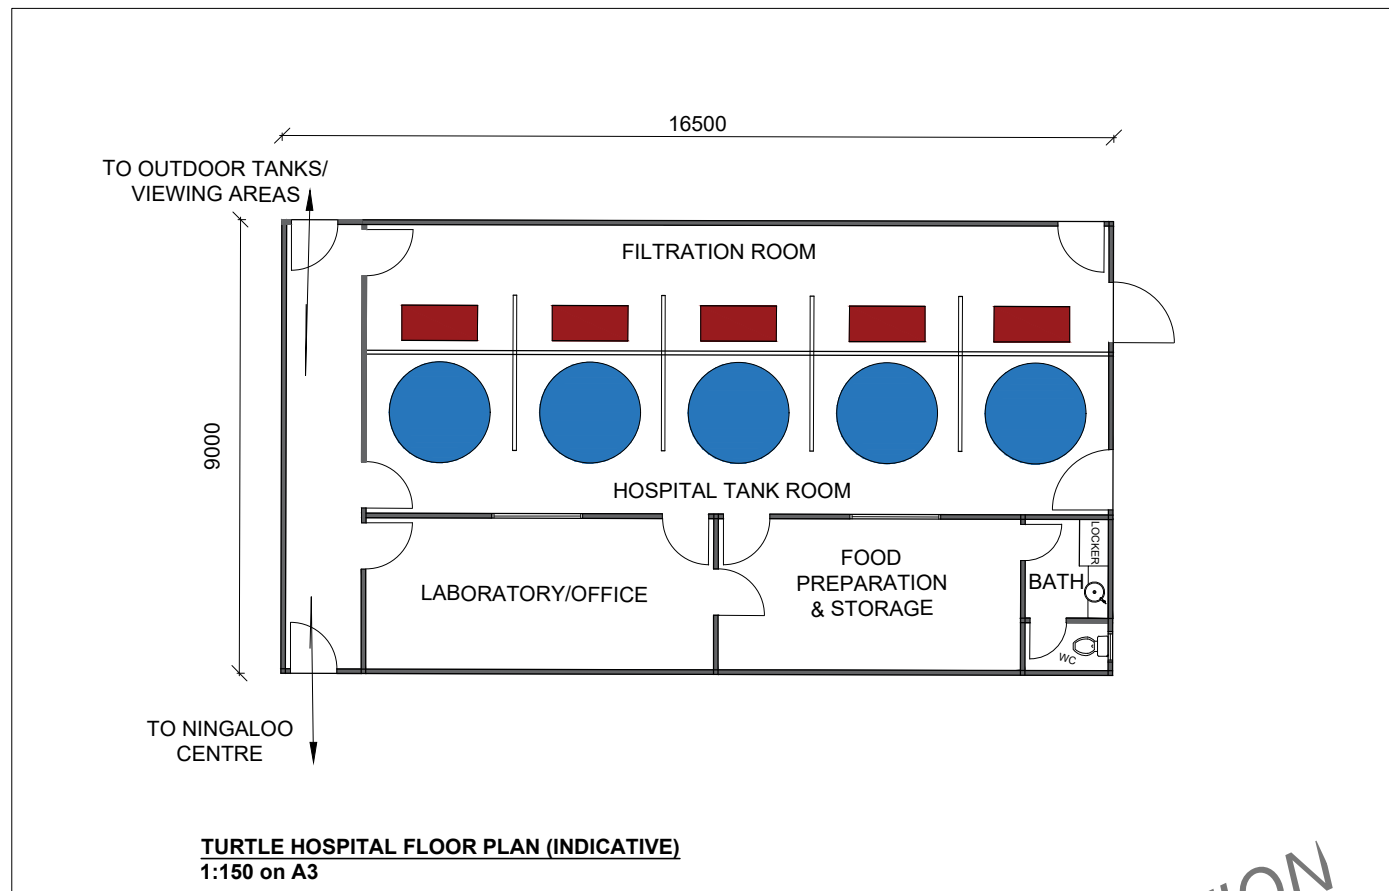 16500
TO OUTDOOR TANKS/
VIEWING AREAS
FILTRATION ROOM
9000
HOSPITAL TANK ROOM
LABORATORY/OFFICE
FOOD
PREPARATION
& STORAGE
LOCKER
BATH
WC
TO NINGALOO
CENTRE
TURTLE HOSPITAL FLOOR PLAN (INDICATIVE)
1:150 on A3